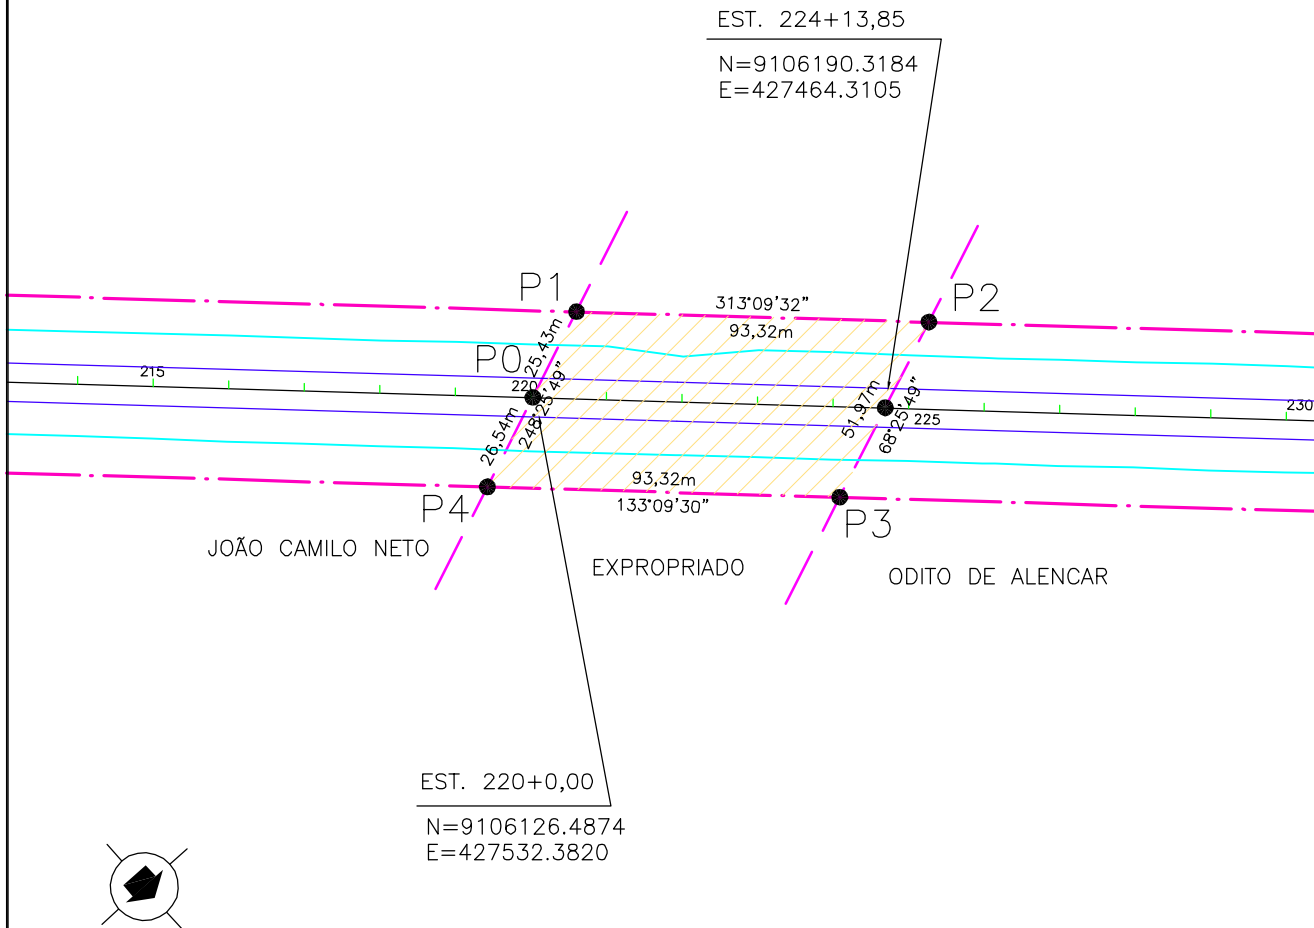 EST. 224+13,85
N=9106190.3184
E=427464.3105
P1
313°09'32"
P2
93,32m
25,43m
P0
215
220
248°25'49"
51,97m
68°25'49"
225
230
26,54m
93,32m
133°09'30"
P4
P3
JOÃO CAMILO NETO
EXPROPRIADO
ODITO DE ALENCAR
EST. 220+0,00
N=9106126.4874
E=427532.3820